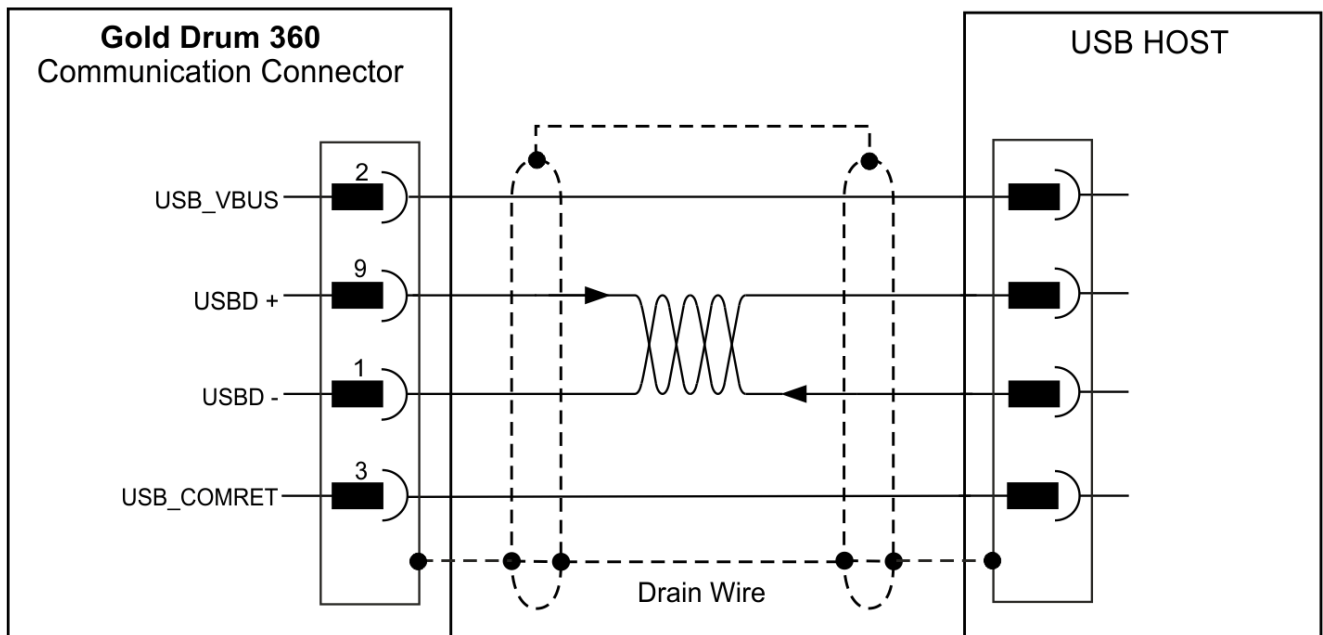 Gold Drum 360
Communication Connector
USB HOST
2
USB_VBUS
9
USBD +
1
USBD -
3
USB_COMRET
Drain Wire